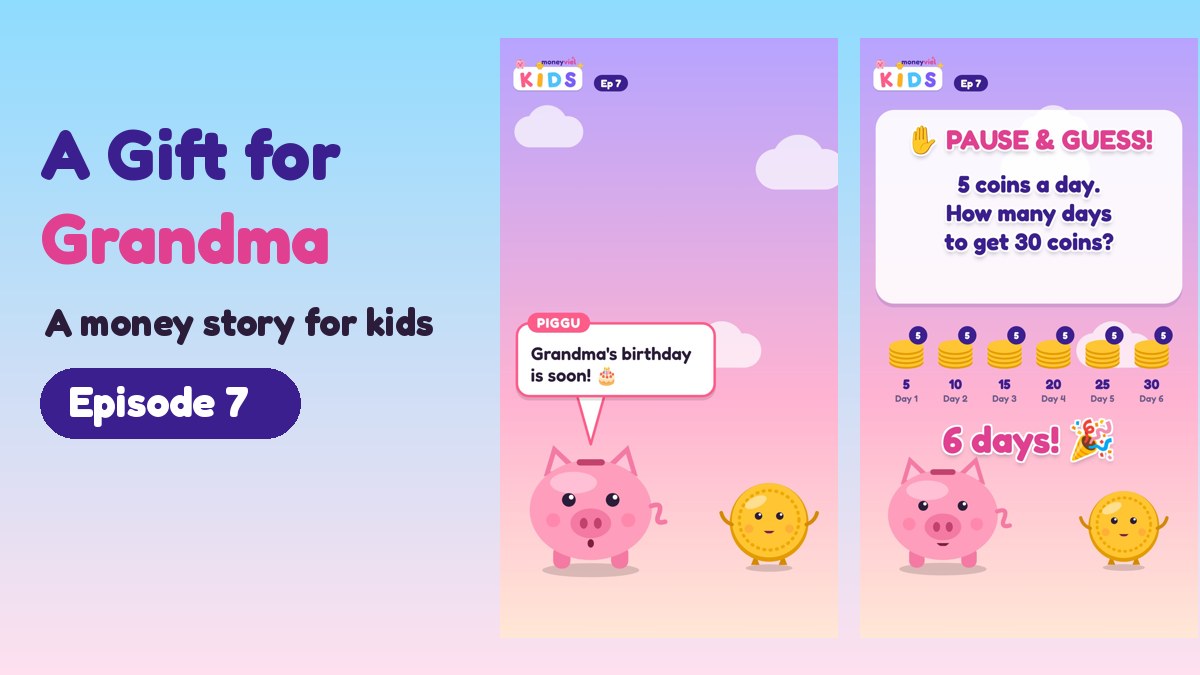 A Gift for
Grandma
A money story for kids
Episode 7
moneyviet
KIDS
Ep 7
PIGGU
Grandma's birthday
is soon! 🎂
moneyviet
KIDS
Ep 7
✋ PAUSE & GUESS!
5 coins a day.
How many days
to get 30 coins?
5 5 5 5 5 5
5 10 15 20 25 30
Day 1 Day 2 Day 3 Day 4 Day 5 Day 6
6 days! 🎉